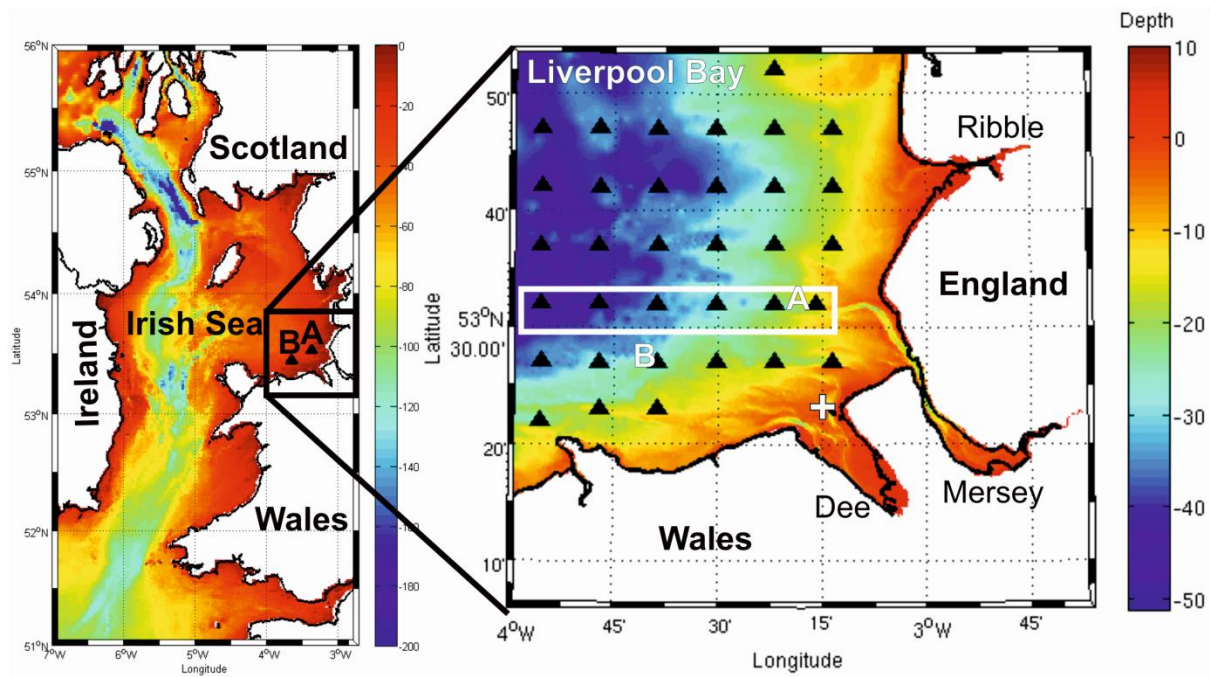 56°N
55°N
54°N
53°N
52°N
51°N
Latitude
7°W
6°W
5°W
4°W
3°W
Longitude
Scotland
Irish Sea
B
A
Ireland
Wales
0
-20
-40
-60
-80
-100
-120
-140
-160
-180
-200
Liverpool Bay
50'
40'
53°N
30.00'
20'
10'
Latitude
Ribble
England
A
B
Dee
Mersey
Wales
4°W
45'
30'
15'
3°W
45'
Longitude
Depth
10
0
-10
-20
-30
-40
-50